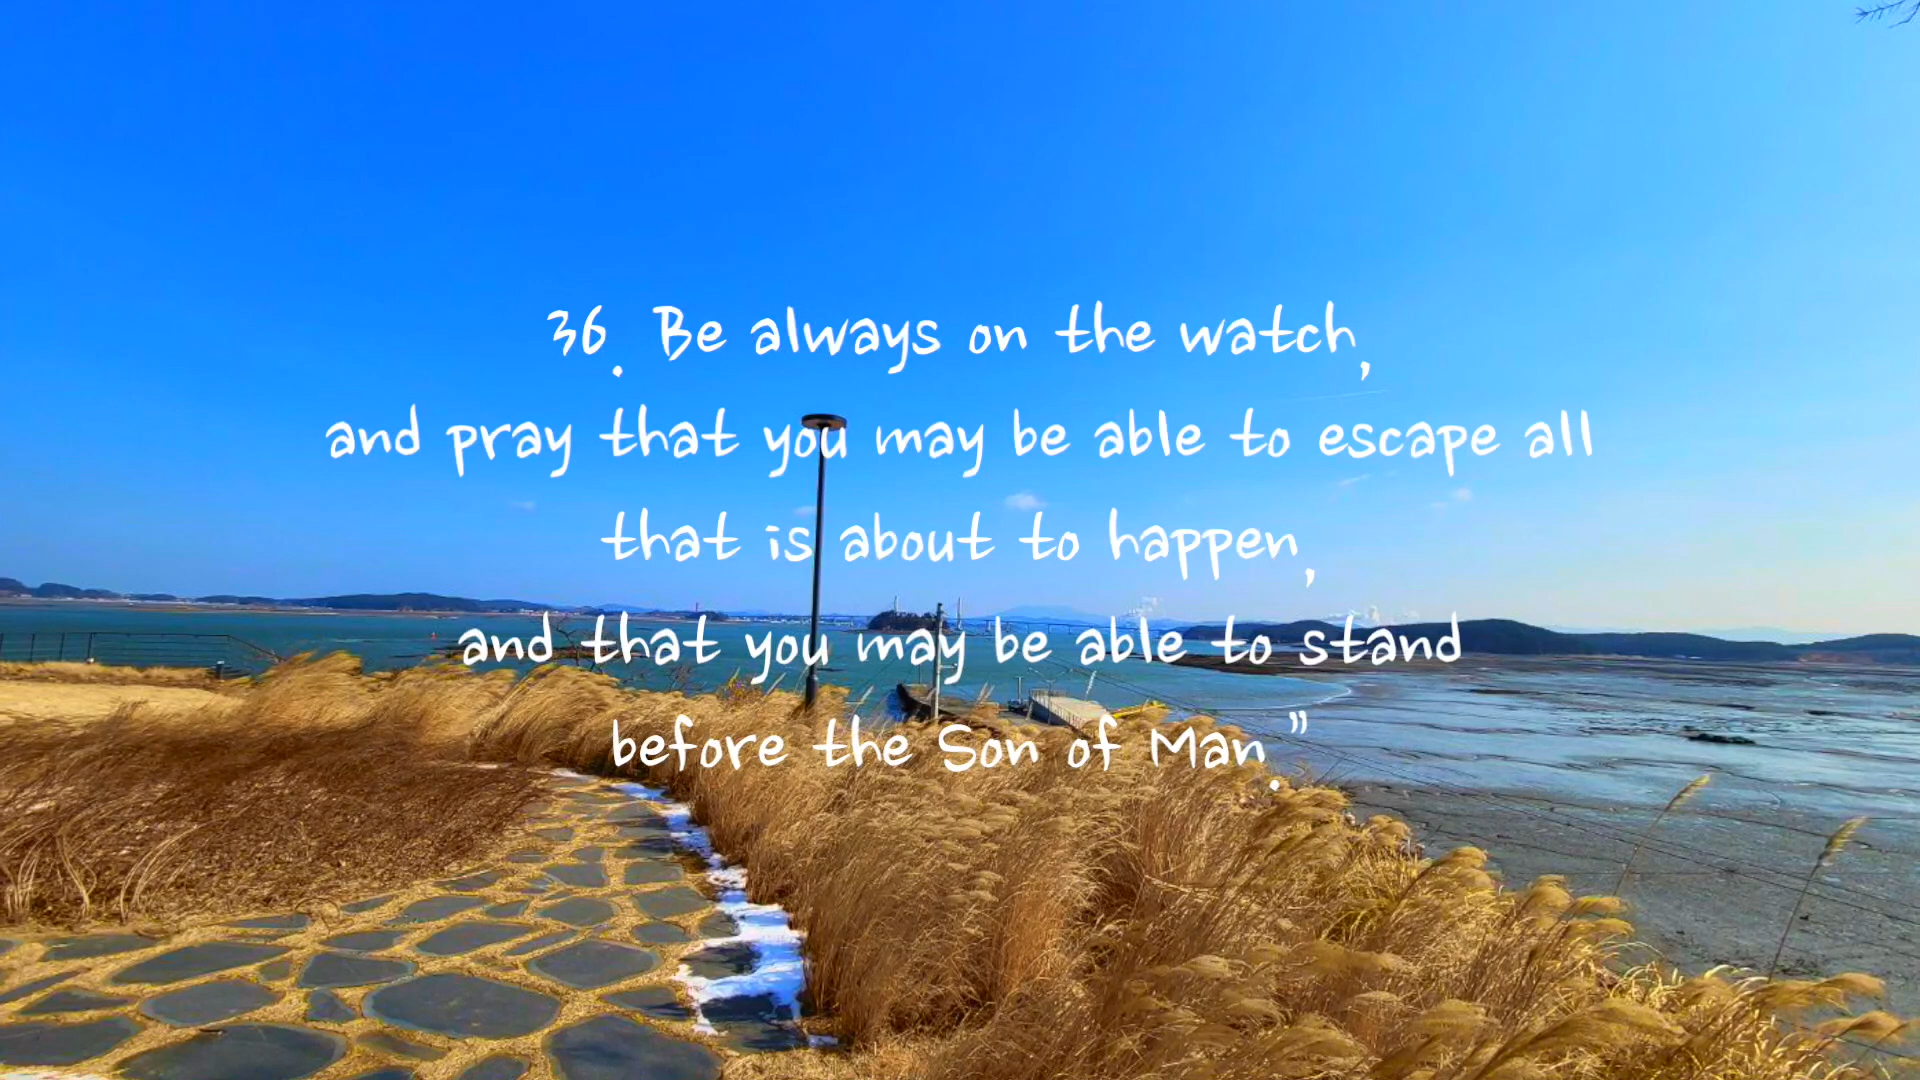 36. Be always on the watch,
and pray that you may be able to escape all
that is about to happen,
and that you may be able to stand
before the Son of Man."